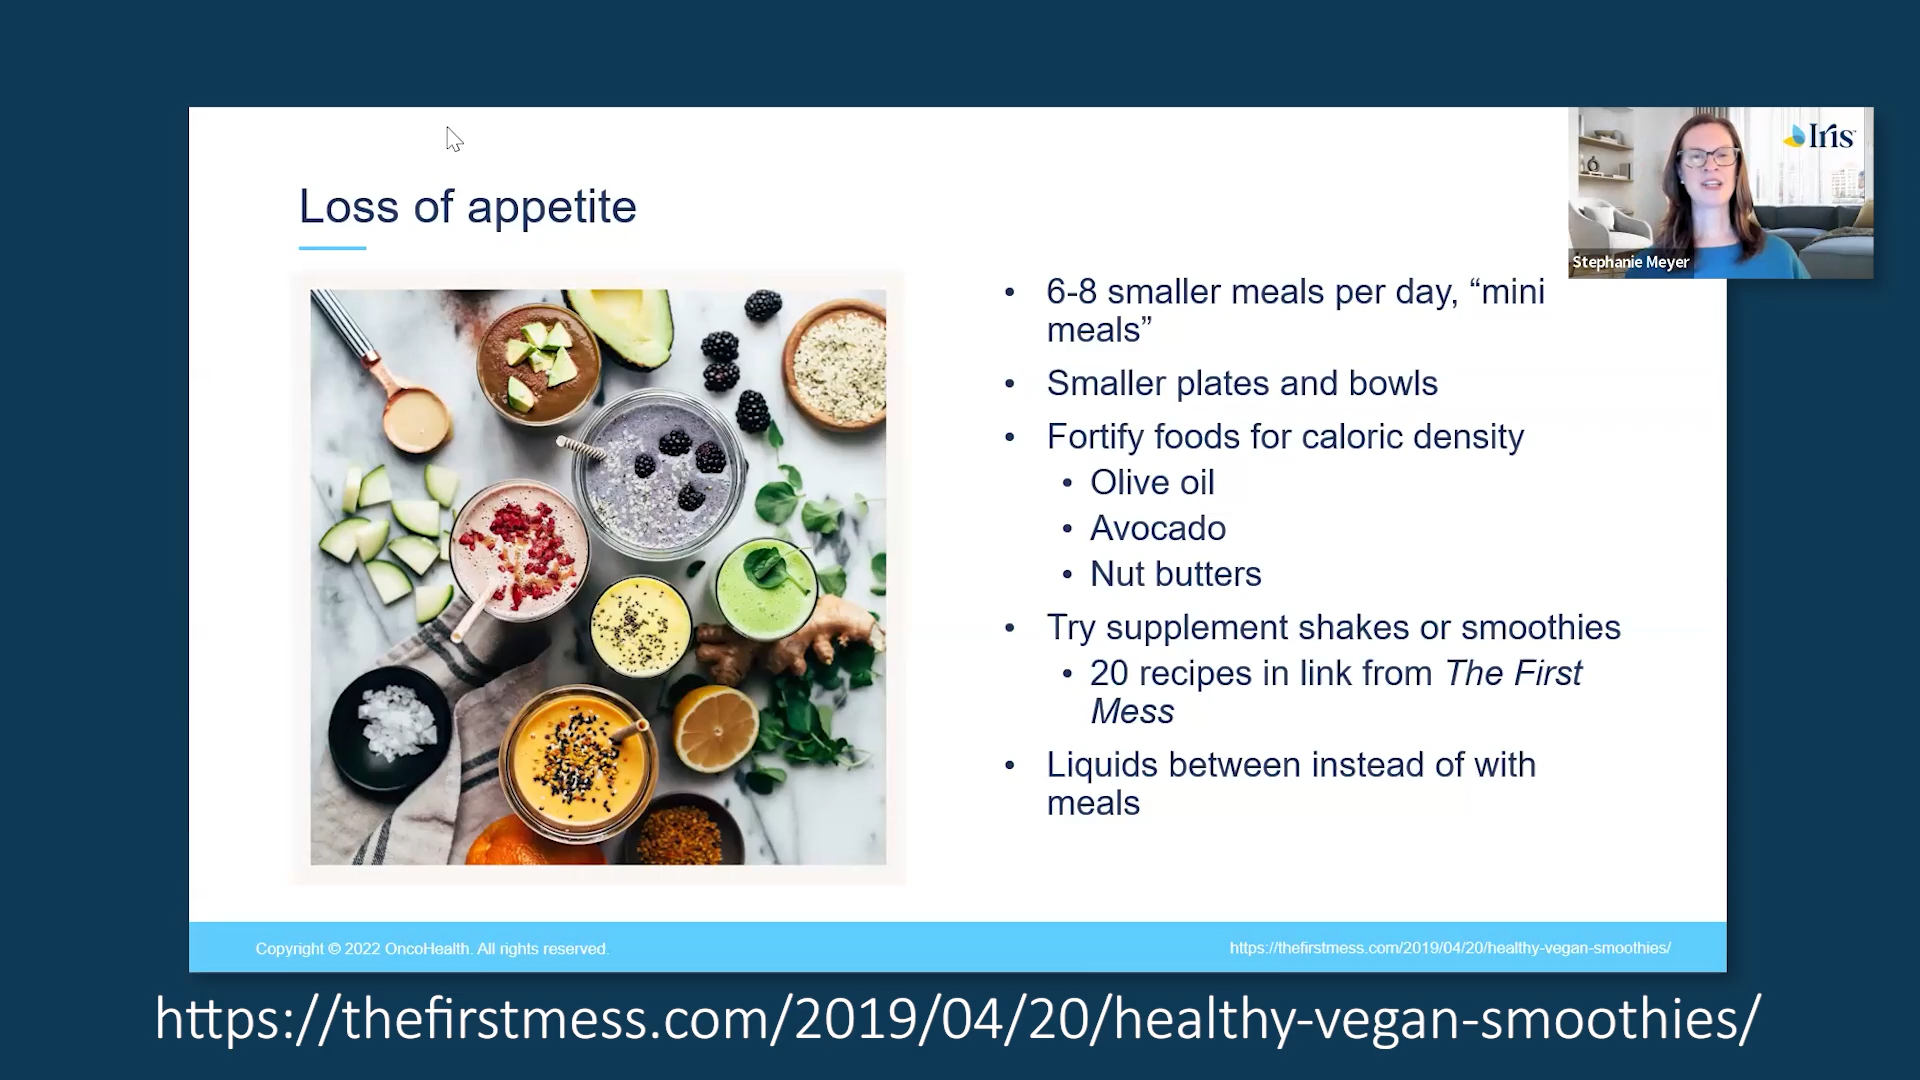 Iris
Stephanie Meyer
Loss of appetite
• 6-8 smaller meals per day, “mini
meals”
• Smaller plates and bowls
• Fortify foods for caloric density
• Olive oil
• Avocado
• Nut butters
• Try supplement shakes or smoothies
• 20 recipes in link from The First
Mess
• Liquids between instead of with
meals
Copyright © 2022 OncoHealth. All rights reserved.
https://thefirstmess.com/2019/04/20/healthy-vegan-smoothies/
https://thefirstmess.com/2019/04/20/healthy-vegan-smoothies/